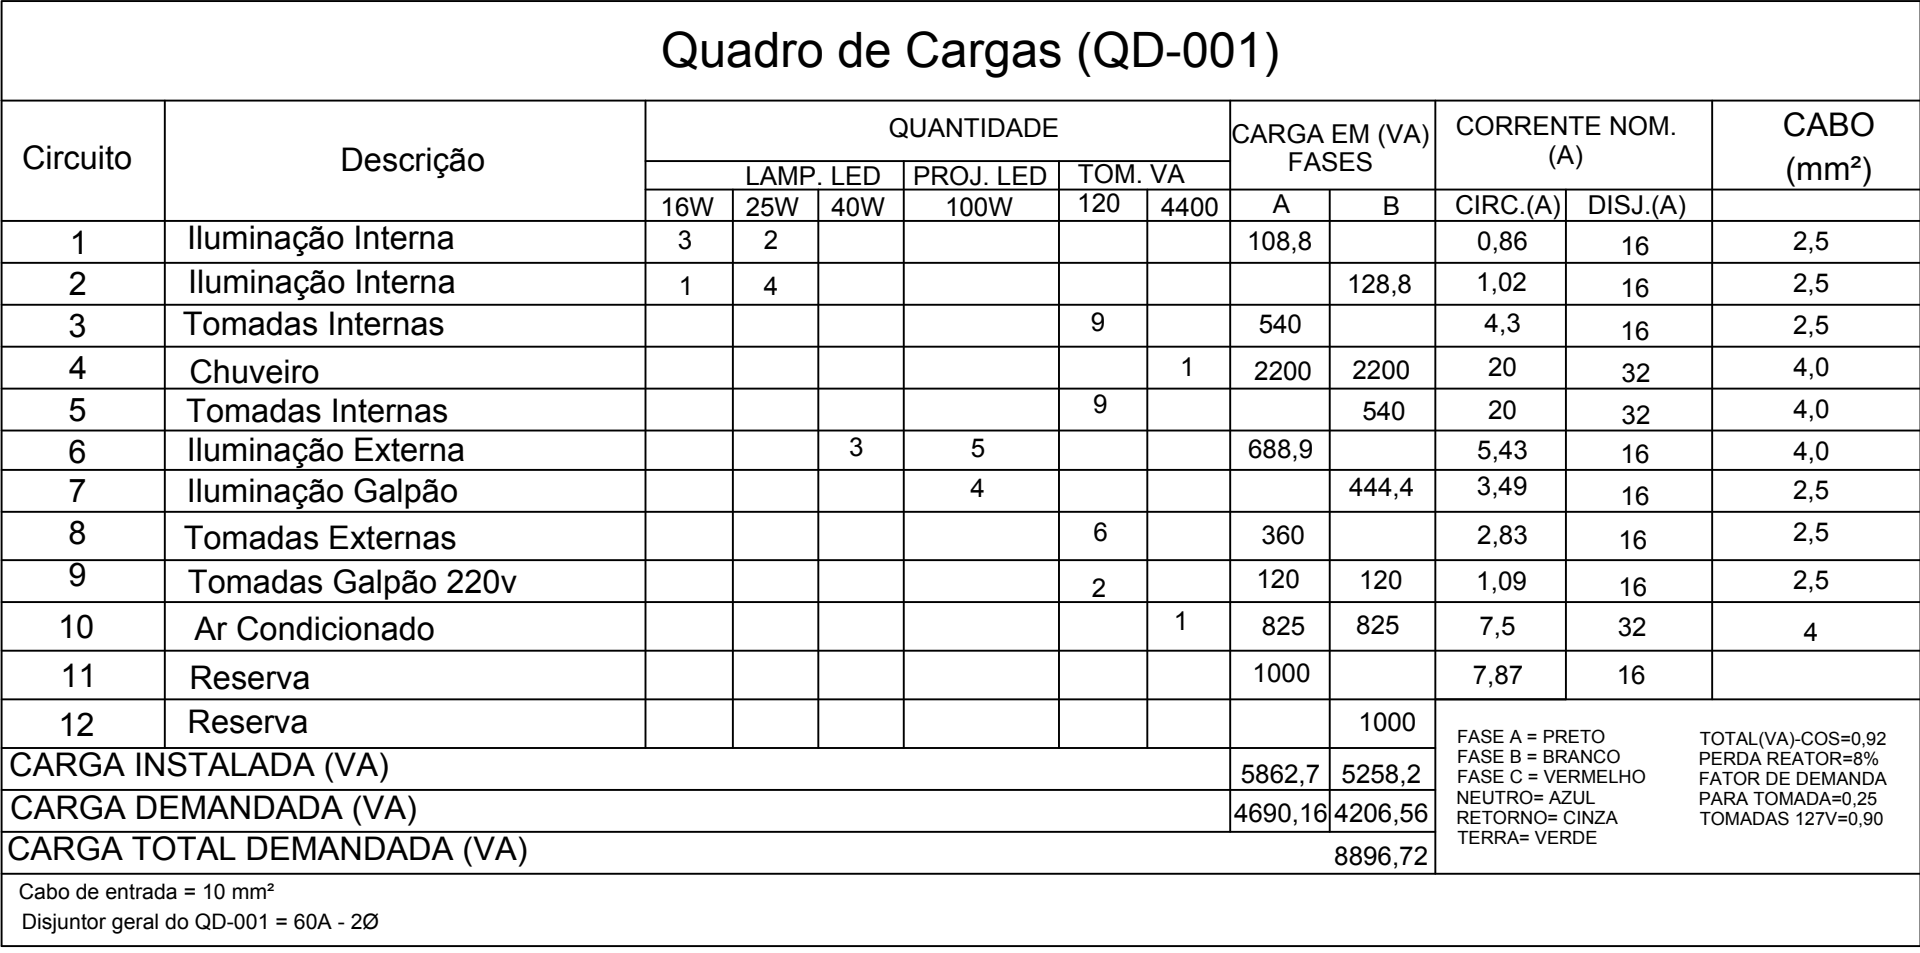 Quadro de Cargas (QD-001)
Circuito Descrição QUANTIDADE CARGA EM (VA) FASES CORRENTE NOM. (A) CABO (mm²)
LAMP. LED PROJ. LED TOM. VA
16W 25W 40W 100W 120 4400 A B CIRC.(A) DISJ.(A)
1 Iluminação Interna 3 2 108,8 0,86 16 2,5
2 Iluminação Interna 1 4 128,8 1,02 16 2,5
3 Tomadas Internas 9 540 4,3 16 2,5
4 Chuveiro 1 2200 2200 20 32 4,0
5 Tomadas Internas 9 540 20 32 4,0
6 Iluminação Externa 3 5 688,9 5,43 16 4,0
7 Iluminação Galpão 4 444,4 3,49 16 2,5
8 Tomadas Externas 6 360 2,83 16 2,5
9 Tomadas Galpão 220v 2 120 120 1,09 16 2,5
10 Ar Condicionado 1 825 825 7,5 32 4
11 Reserva 1000 7,87 16
12 Reserva 1000
CARGA INSTALADA (VA) 5862,7 5258,2
CARGA DEMANDADA (VA) 4690,16 4206,56
CARGA TOTAL DEMANDADA (VA) 8896,72
FASE A = PRETO
FASE B = BRANCO
FASE C = VERMELHO
NEUTRO= AZUL
RETORNO= CINZA
TERRA= VERDE
TOTAL(VA)-COS=0,92
PERDA REATOR=8%
FATOR DE DEMANDA
PARA TOMADA=0,25
TOMADAS 127V=0,90
Cabo de entrada = 10 mm²
Disjuntor geral do QD-001 = 60A - 2Ø